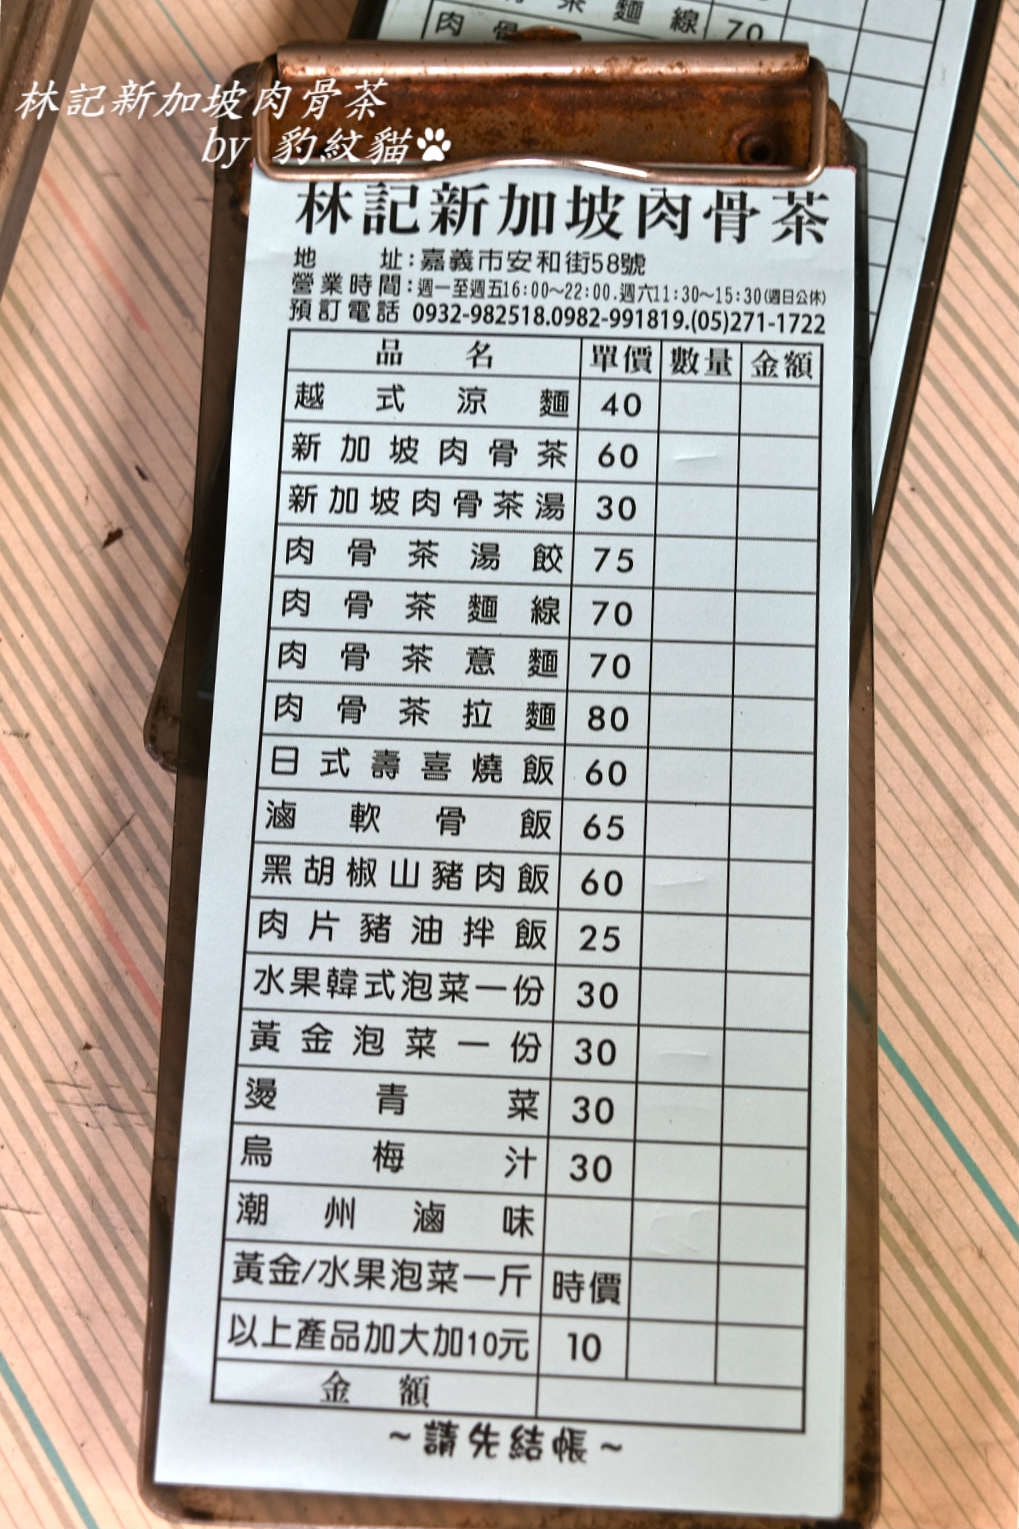 肉骨茶麵線 70
林記新加坡肉骨茶
by 豹紋貓
林記新加坡肉骨茶
地址:嘉義市安和街58號
營業時間:週一至週五16:00~22:00.週六11:30~15:30(週日公休)
預訂電話 0932-982518.0982-991819.(05)271-1722
品名 單價 數量 金額
越式涼麵 40
新加坡肉骨茶 60
新加坡肉骨茶湯 30
肉骨茶湯餃 75
肉骨茶麵線 70
肉骨茶意麵 70
肉骨茶拉麵 80
日式壽喜燒飯 60
滷軟骨飯 65
黑胡椒山豬肉飯 60
肉片豬油拌飯 25
水果韓式泡菜一份 30
黃金泡菜一份 30
燙青菜 30
烏梅汁 30
潮州滷味
黃金/水果泡菜一斤 時價
以上產品加大加10元 10
金額
~請先結帳~